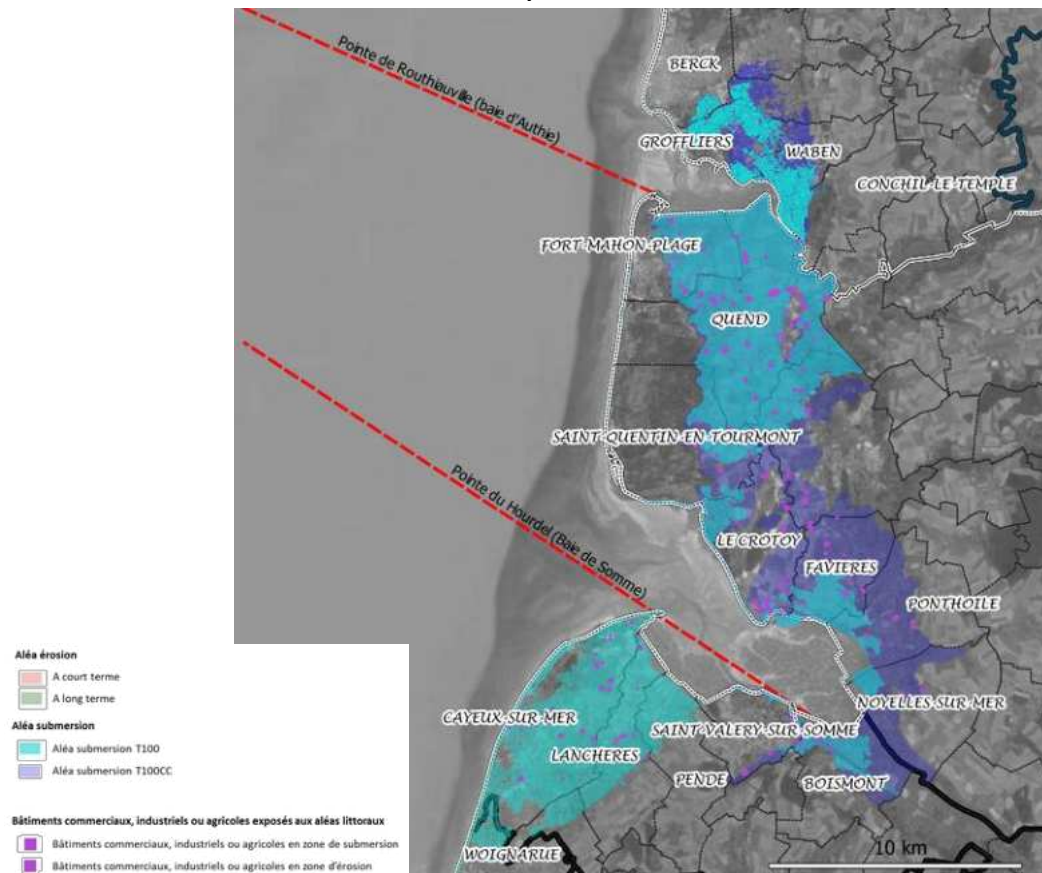 Pointe de Routhiauville (baie d'Authie)
BERCK
GROFFLIERS
WABEN
CONCHIL-LE-TEMPLE
FORT-MAHON-PLAGE
QUEND
SAINT-QUENTIN-EN-TOURMONT
Pointe du Hourdel (Baie de Somme)
LE CROTOY
FAVIERES
PONTHOILE
NOYELLES-SUR-MER
CAYEUX-SUR-MER
SAINT-VALERY-SUR-SOMME
LANCHERES
PENDE
BOISMONT
WOIGNARUE
10 km
Aléa érosion
A court terme
A long terme
Aléa submersion
Aléa submersion T100
Aléa submersion T100CC
Bâtiments commerciaux, industriels ou agricoles exposés aux aléas littoraux
Bâtiments commerciaux, industriels ou agricoles en zone de submersion
Bâtiments commerciaux, industriels ou agricoles en zone d'érosion